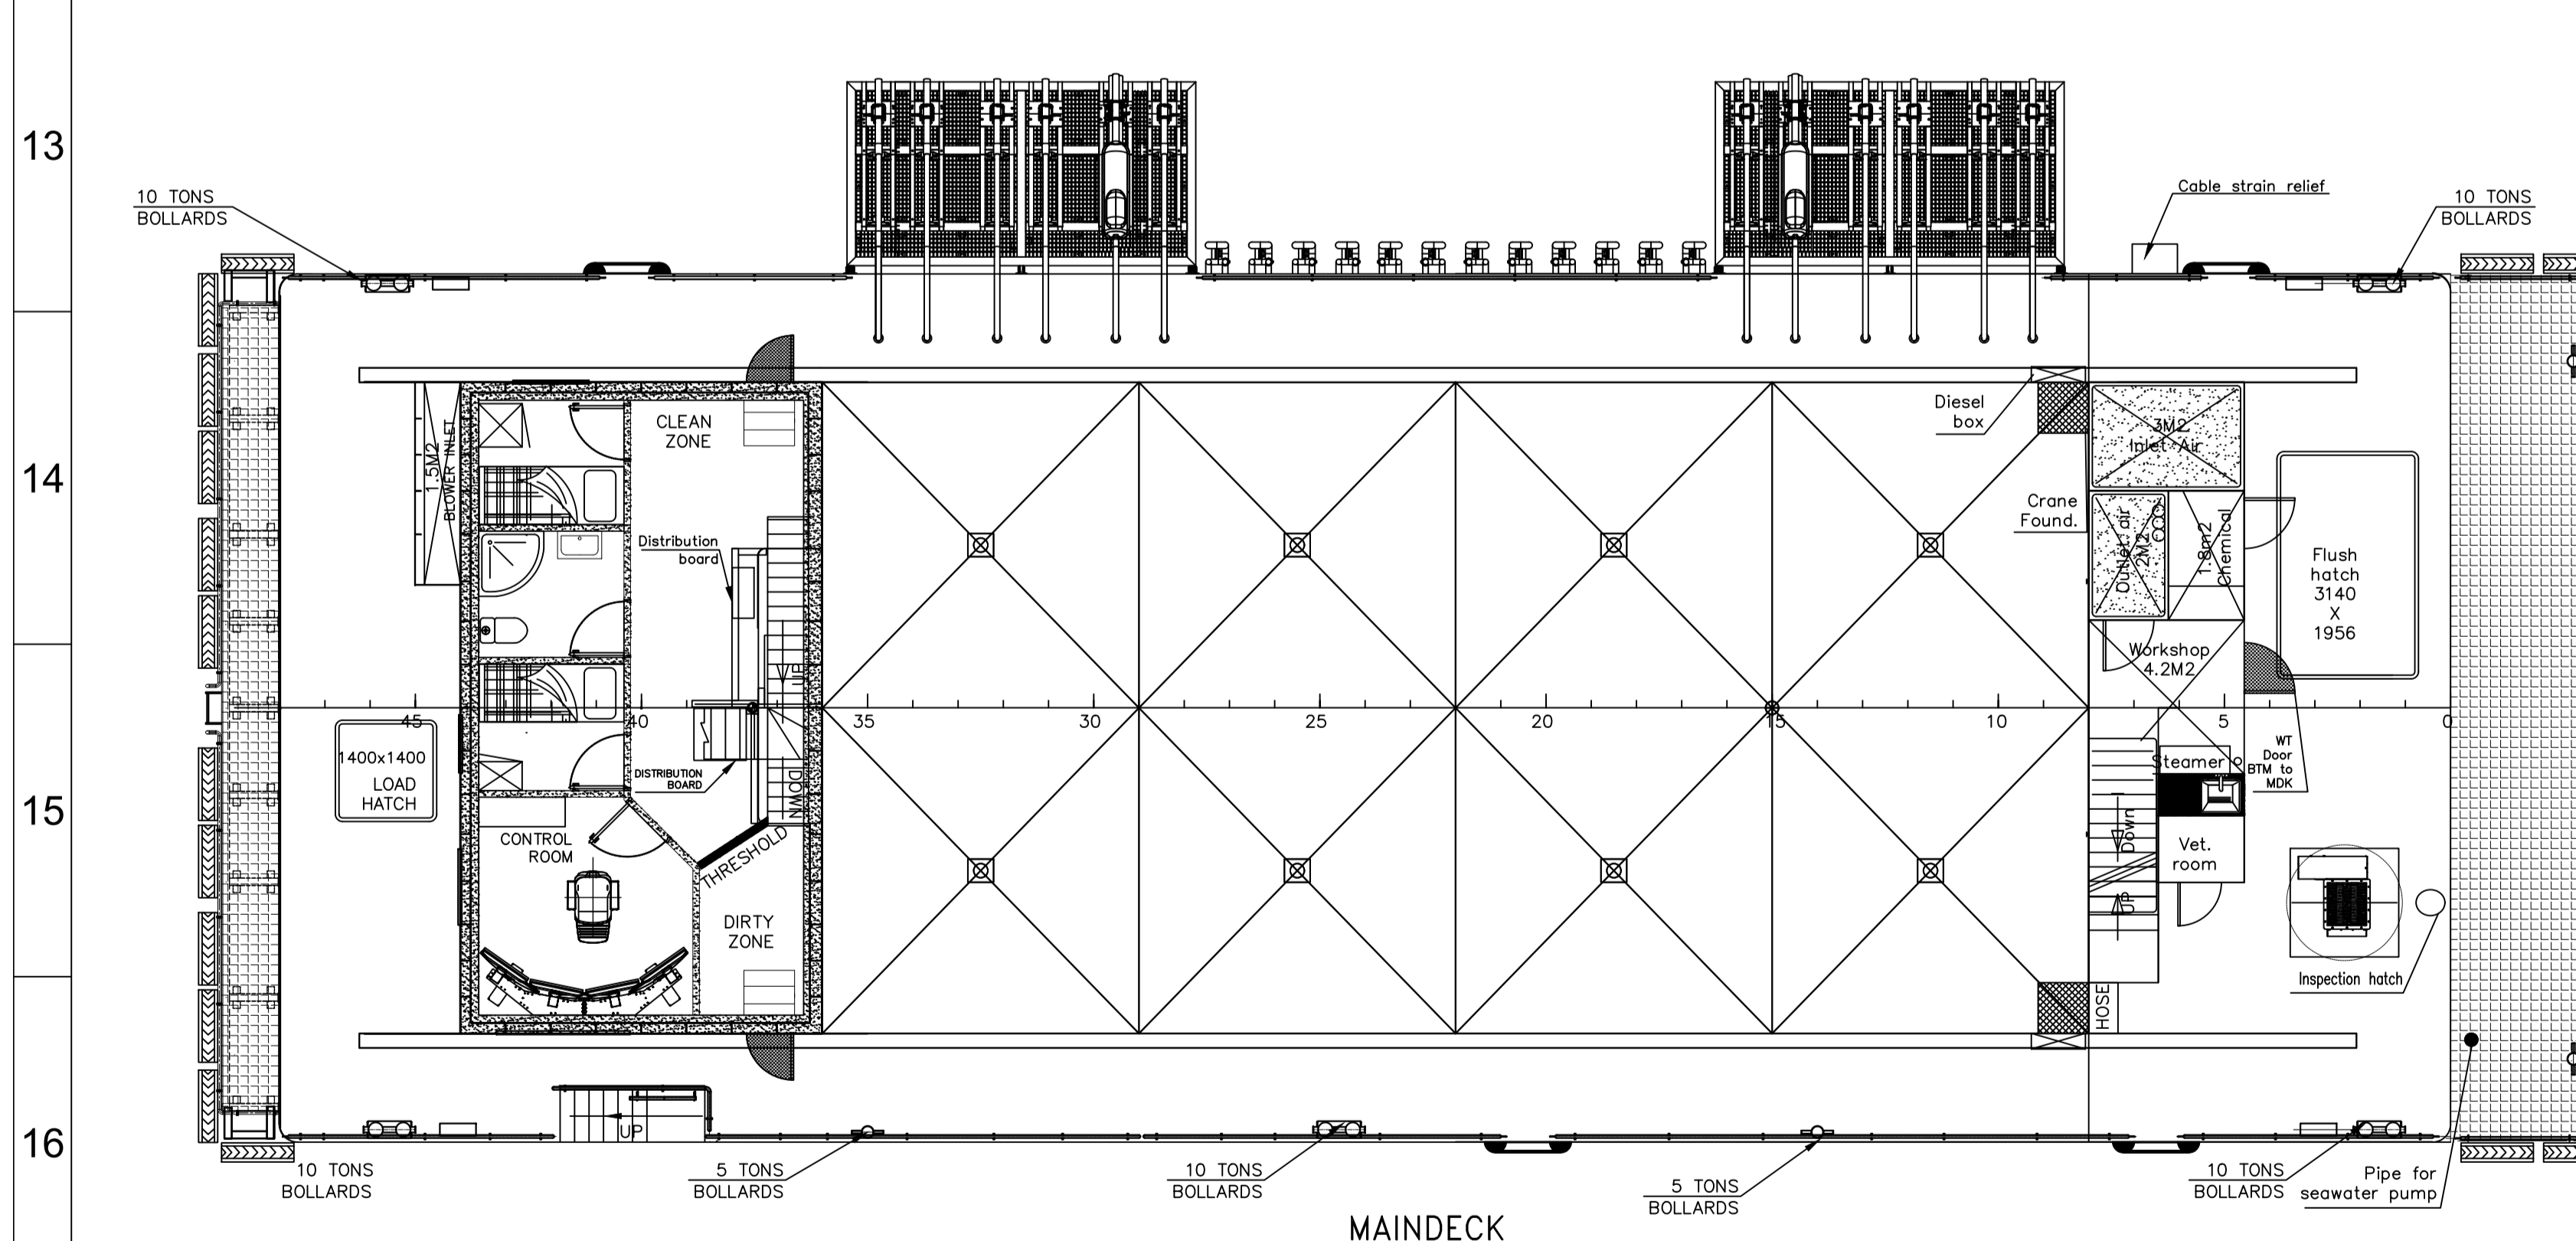 13
10 TONS
BOLLARDS
Cable strain relief
10 TONS
BOLLARDS
14
1.5M2
BLOWER INLET
CLEAN
ZONE
Diesel
box
3M2
Inlet Air
Crane
Found.
Outlet air
2M2
1.8m2
Chemical
Distribution
board
Flush
hatch
3140
X
1956
Workshop
4.2M2
UP
45
40
35
30
25
20
15
10
5
0
1400x1400
LOAD
HATCH
DISTRIBUTION
BOARD
DOWN
WT
Door
BTM to
MDK
Steamer
15
CONTROL
ROOM
THRESHOLD
Down
Vet.
room
UP
DIRTY
ZONE
Inspection hatch
HOSE
16
UP
10 TONS
BOLLARDS
5 TONS
BOLLARDS
10 TONS
BOLLARDS
5 TONS
BOLLARDS
10 TONS
BOLLARDS
Pipe for
seawater pump
MAINDECK